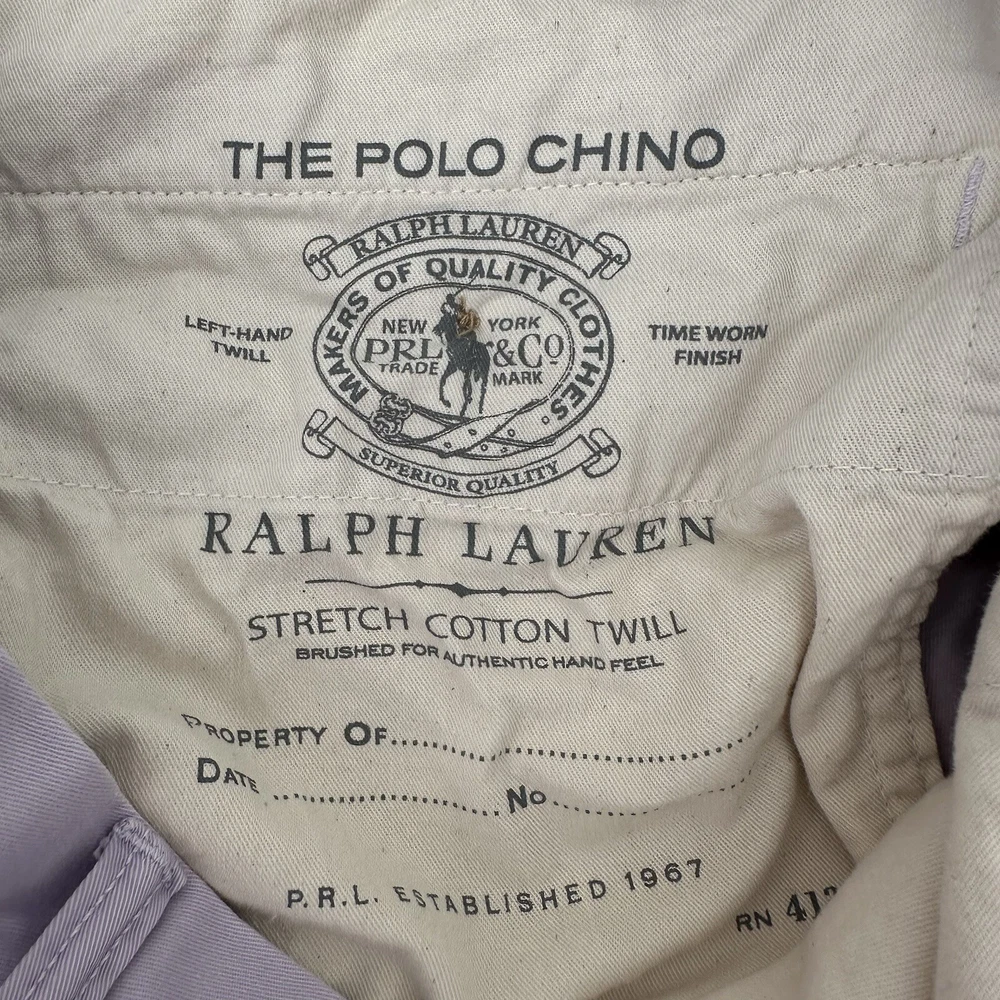 THE POLO CHINO
RALPH LAUREN
MAKERS OF QUALITY CLOTHES
LEFT-HAND
TWILL
NEW YORK
PRL & Co
TRADE MARK
TIME WORN
FINISH
SUPERIOR QUALITY
RALPH LAUREN
STRETCH COTTON TWILL
BRUSHED FOR AUTHENTIC HAND FEEL
PROPERTY OF
DATE No
P.R.L. ESTABLISHED 1967
RN